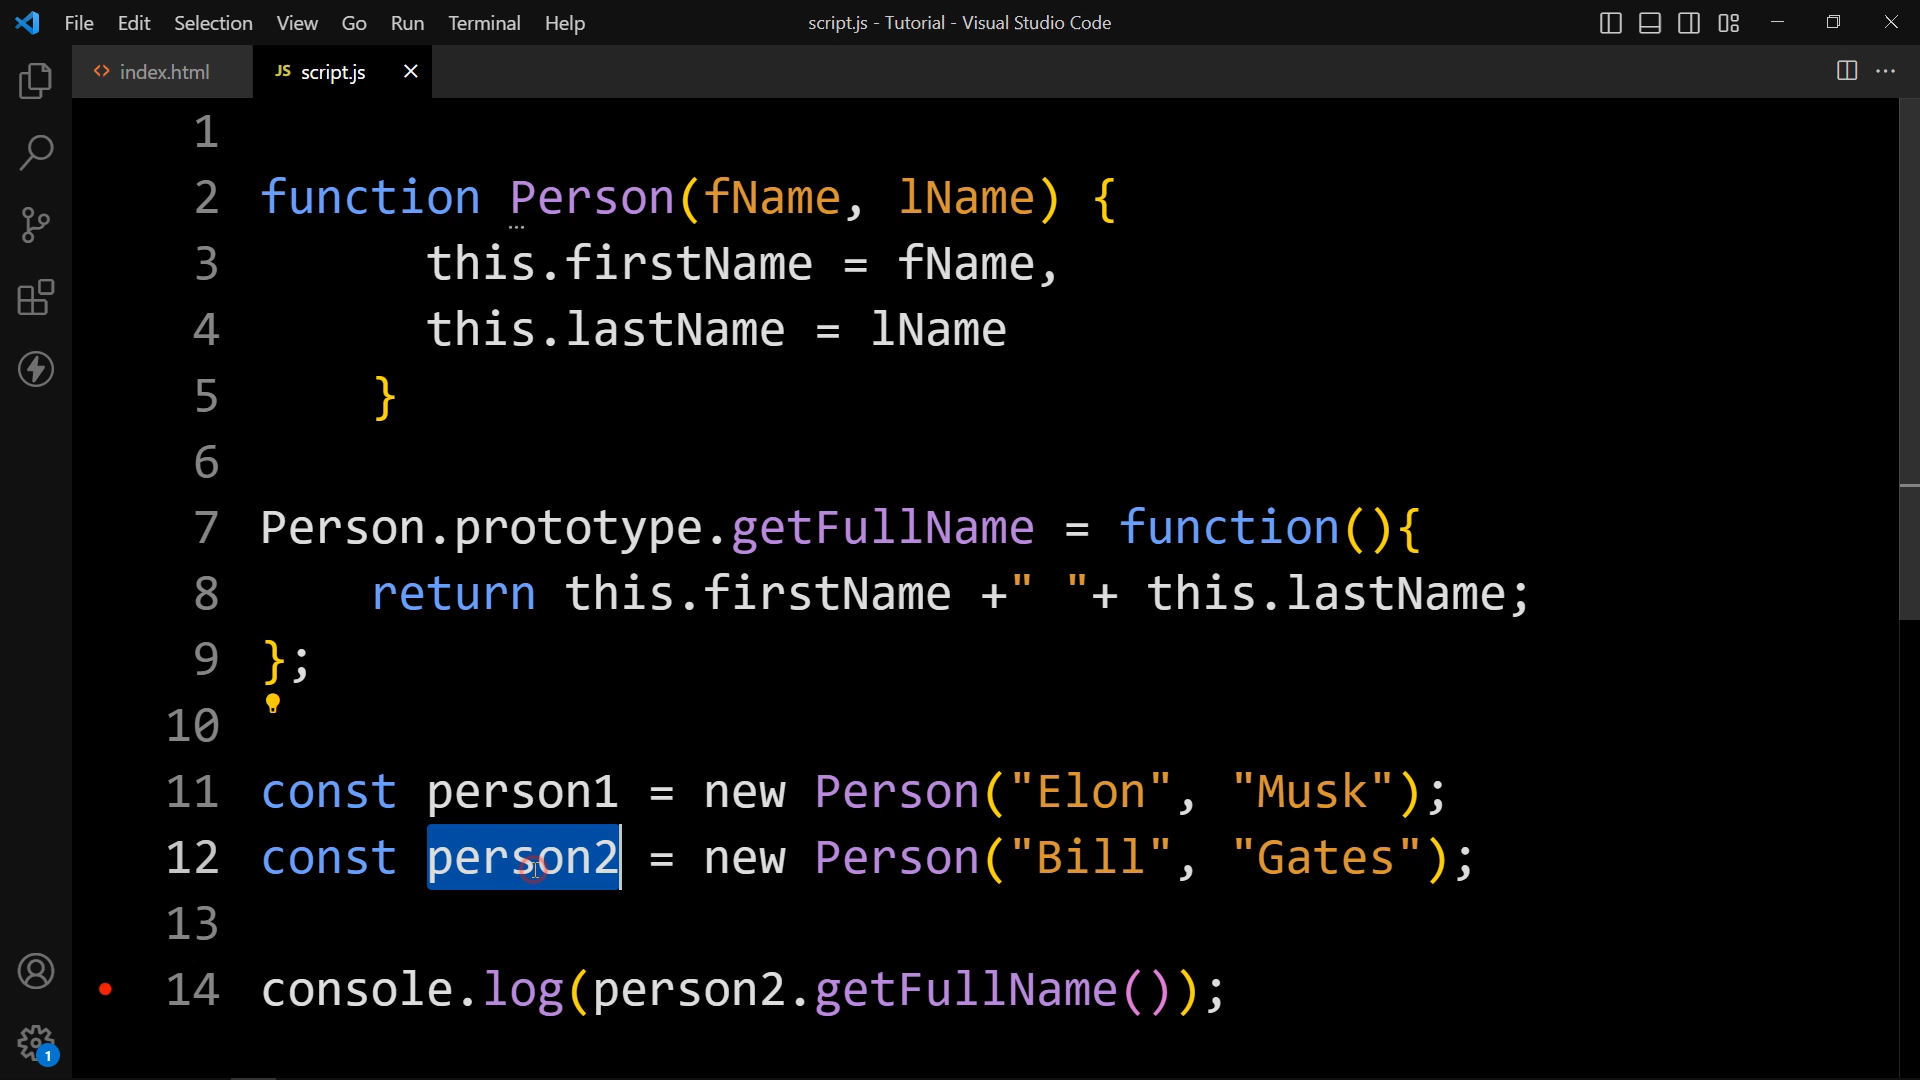 File Edit Selection View Go Run Terminal Help script.js - Tutorial - Visual Studio Code
<> index.html JS script.js
1
2 function Person(fName, lName) {
3 this.firstName = fName,
4 this.lastName = lName
5 }
6
7 Person.prototype.getFullName = function(){
8 return this.firstName +" "+ this.lastName;
9 };
10
11 const person1 = new Person("Elon", "Musk");
12 const person2 = new Person("Bill", "Gates");
13
14 console.log(person2.getFullName());
1